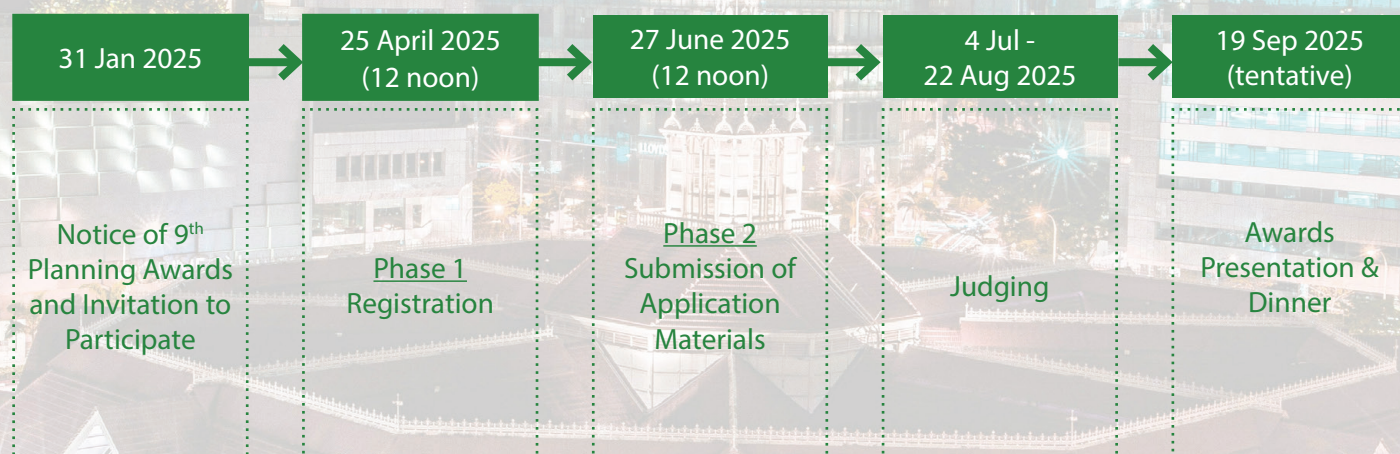 31 Jan 2025
25 April 2025
(12 noon)
27 June 2025
(12 noon)
4 Jul -
22 Aug 2025
19 Sep 2025
(tentative)
Notice of 9th
Planning Awards
and Invitation to
Participate
Phase 1
Registration
Phase 2
Submission of
Application
Materials
Judging
Awards
Presentation &
Dinner